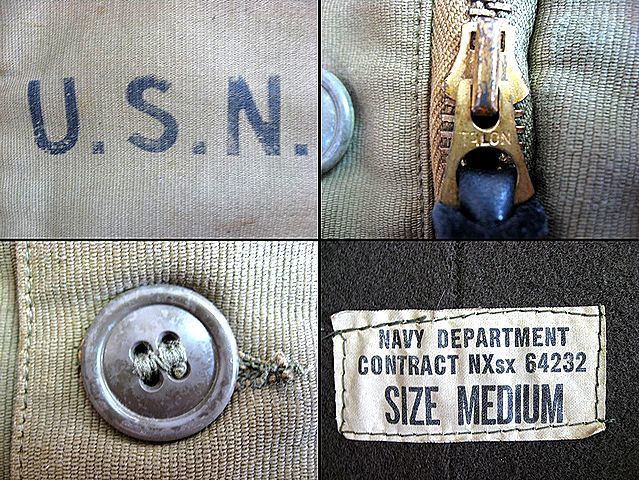 U.S.N.
TALON
NAVY DEPARTMENT
CONTRACT NXsx 64232
SIZE MEDIUM